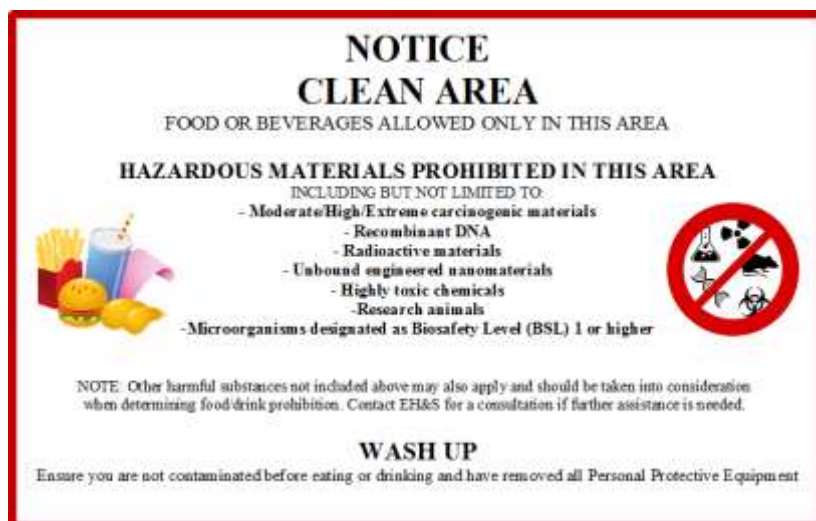 NOTICE
CLEAN AREA
FOOD OR BEVERAGES ALLOWED ONLY IN THIS AREA
HAZARDOUS MATERIALS PROHIBITED IN THIS AREA
INCLUDING BUT NOT LIMITED TO:
- Moderate/High/Extreme carcinogenic materials
- Recombinant DNA
- Radioactive materials
- Unbound engineered nanomaterials
- Highly toxic chemicals
-Research animals
-Microorganisms designated as Biosafety Level (BSL) 1 or higher
NOTE: Other harmful substances not included above may also apply and should be taken into consideration
when determining food/drink prohibition. Contact EH&S for a consultation if further assistance is needed.
WASH UP
Ensure you are not contaminated before eating or drinking and have removed all Personal Protective Equipment